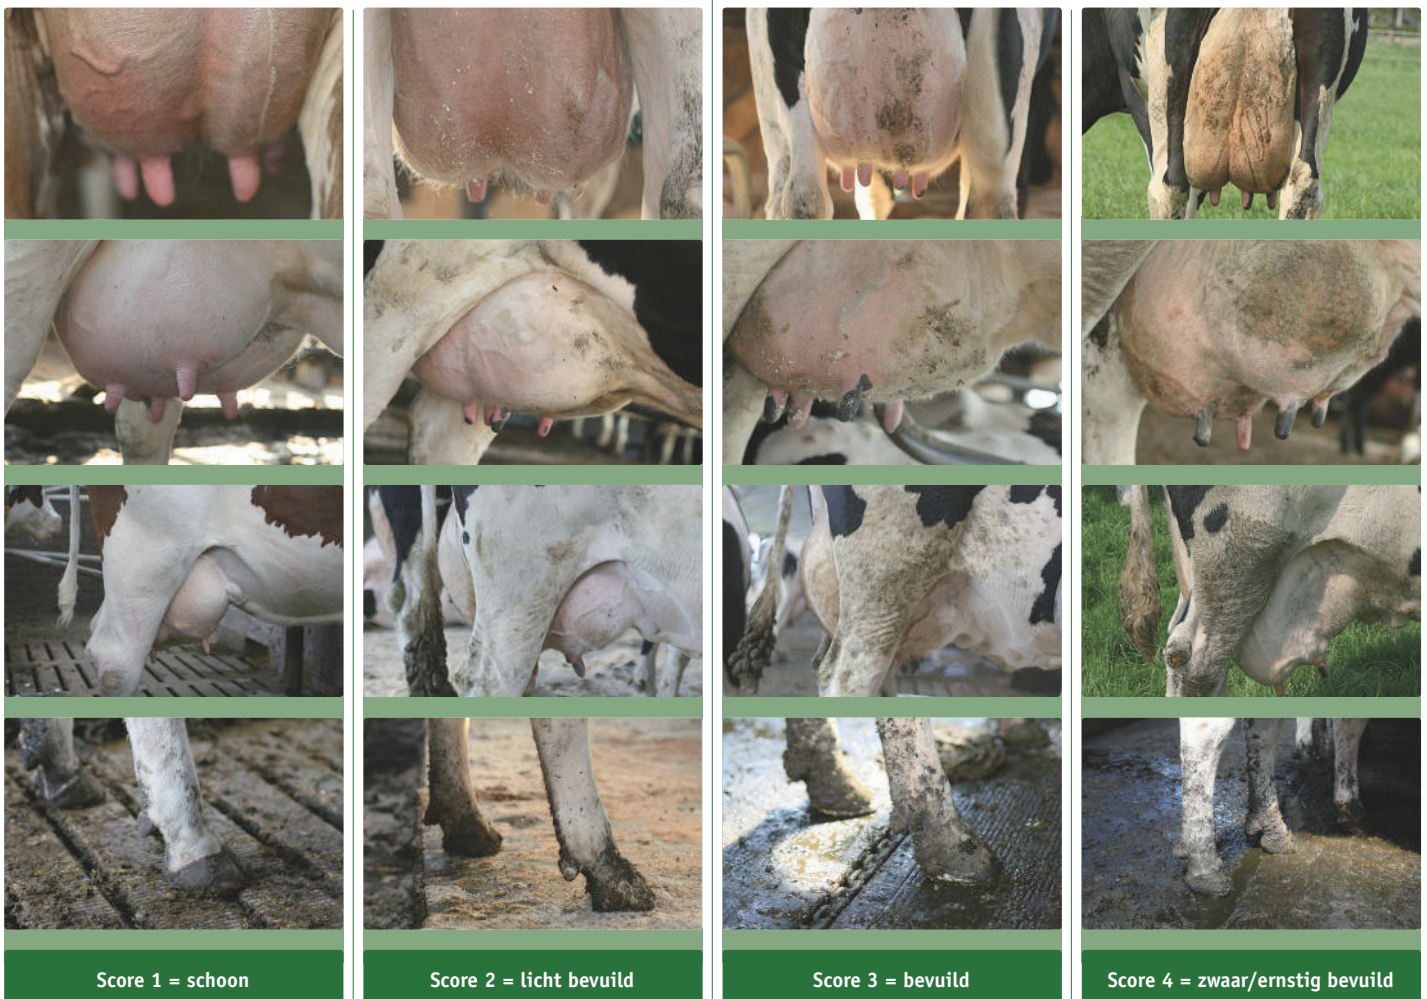 Score 1 = schoon
Score 2 = licht bevuild
Score 3 = bevuild
Score 4 = zwaar/ernstig bevuild